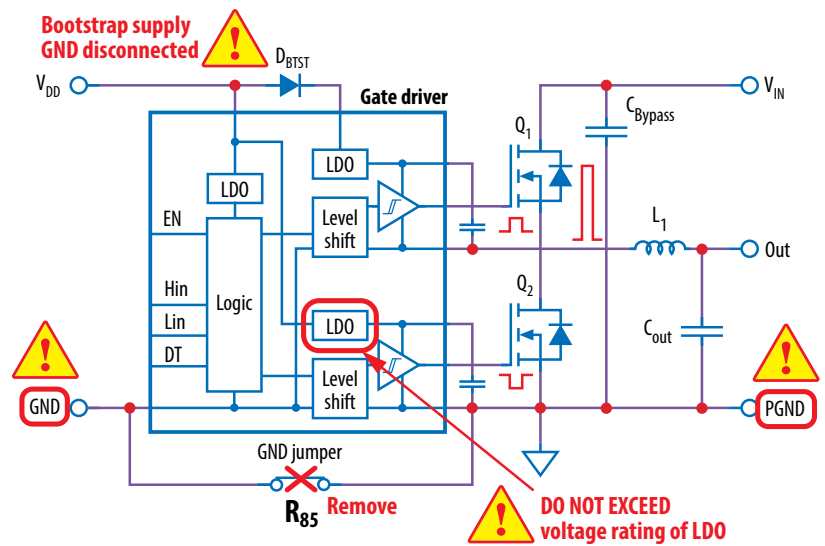 Bootstrap supply
GND disconnected
!
DBTST
VDD
Gate driver
VIN
CBypass
Q1
LDO
LDO
EN
Level
shift
L1
Out
Hin
Lin
DT
Logic
Q2
LDO
Cout
!
!
Level
shift
GND
PGND
GND jumper
R85 Remove
!
DO NOT EXCEED
voltage rating of LDO